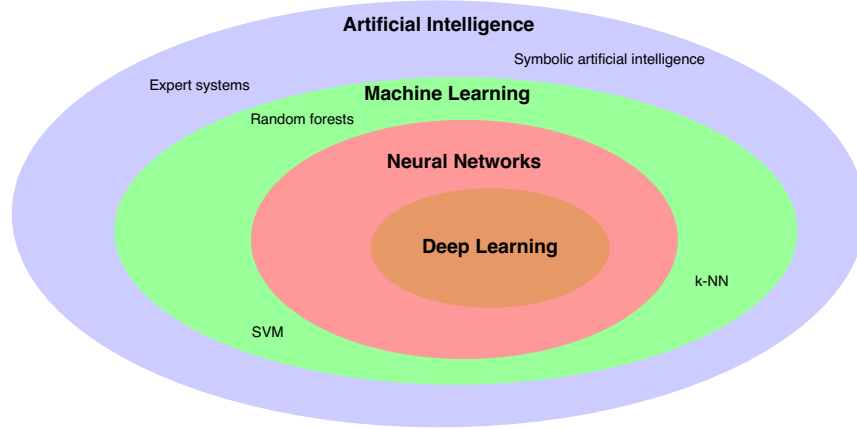 Artificial Intelligence
Symbolic artificial intelligence
Expert systems
Machine Learning
Random forests
Neural Networks
Deep Learning
k-NN
SVM